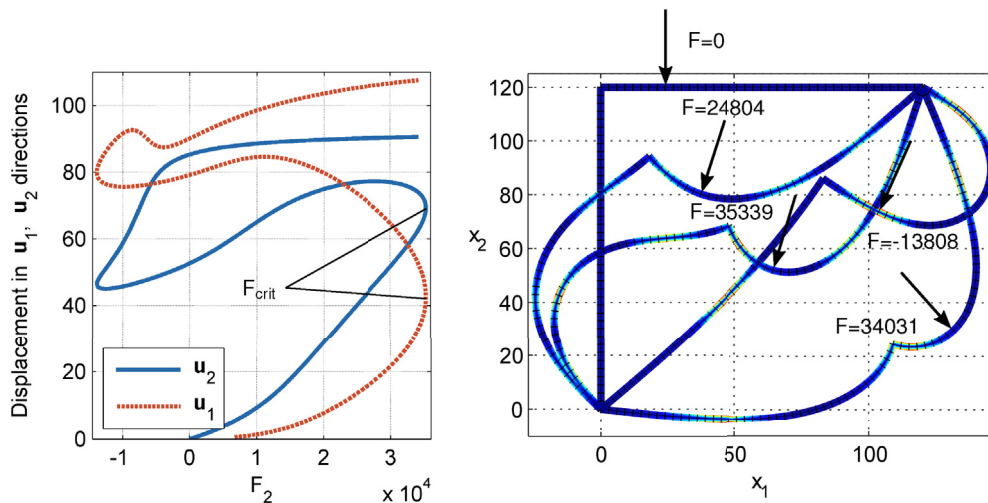 Displacement in u₁, u₂ directions
100
80
60
40
20
0
-1
0
1
2
3
4
F₂
x 10⁴
F_crit
u₂
u₁
F=0
F=24804
F=35339
F=-13808
F=34031
120
100
80
60
40
20
0
x₂
0
50
100
x₁